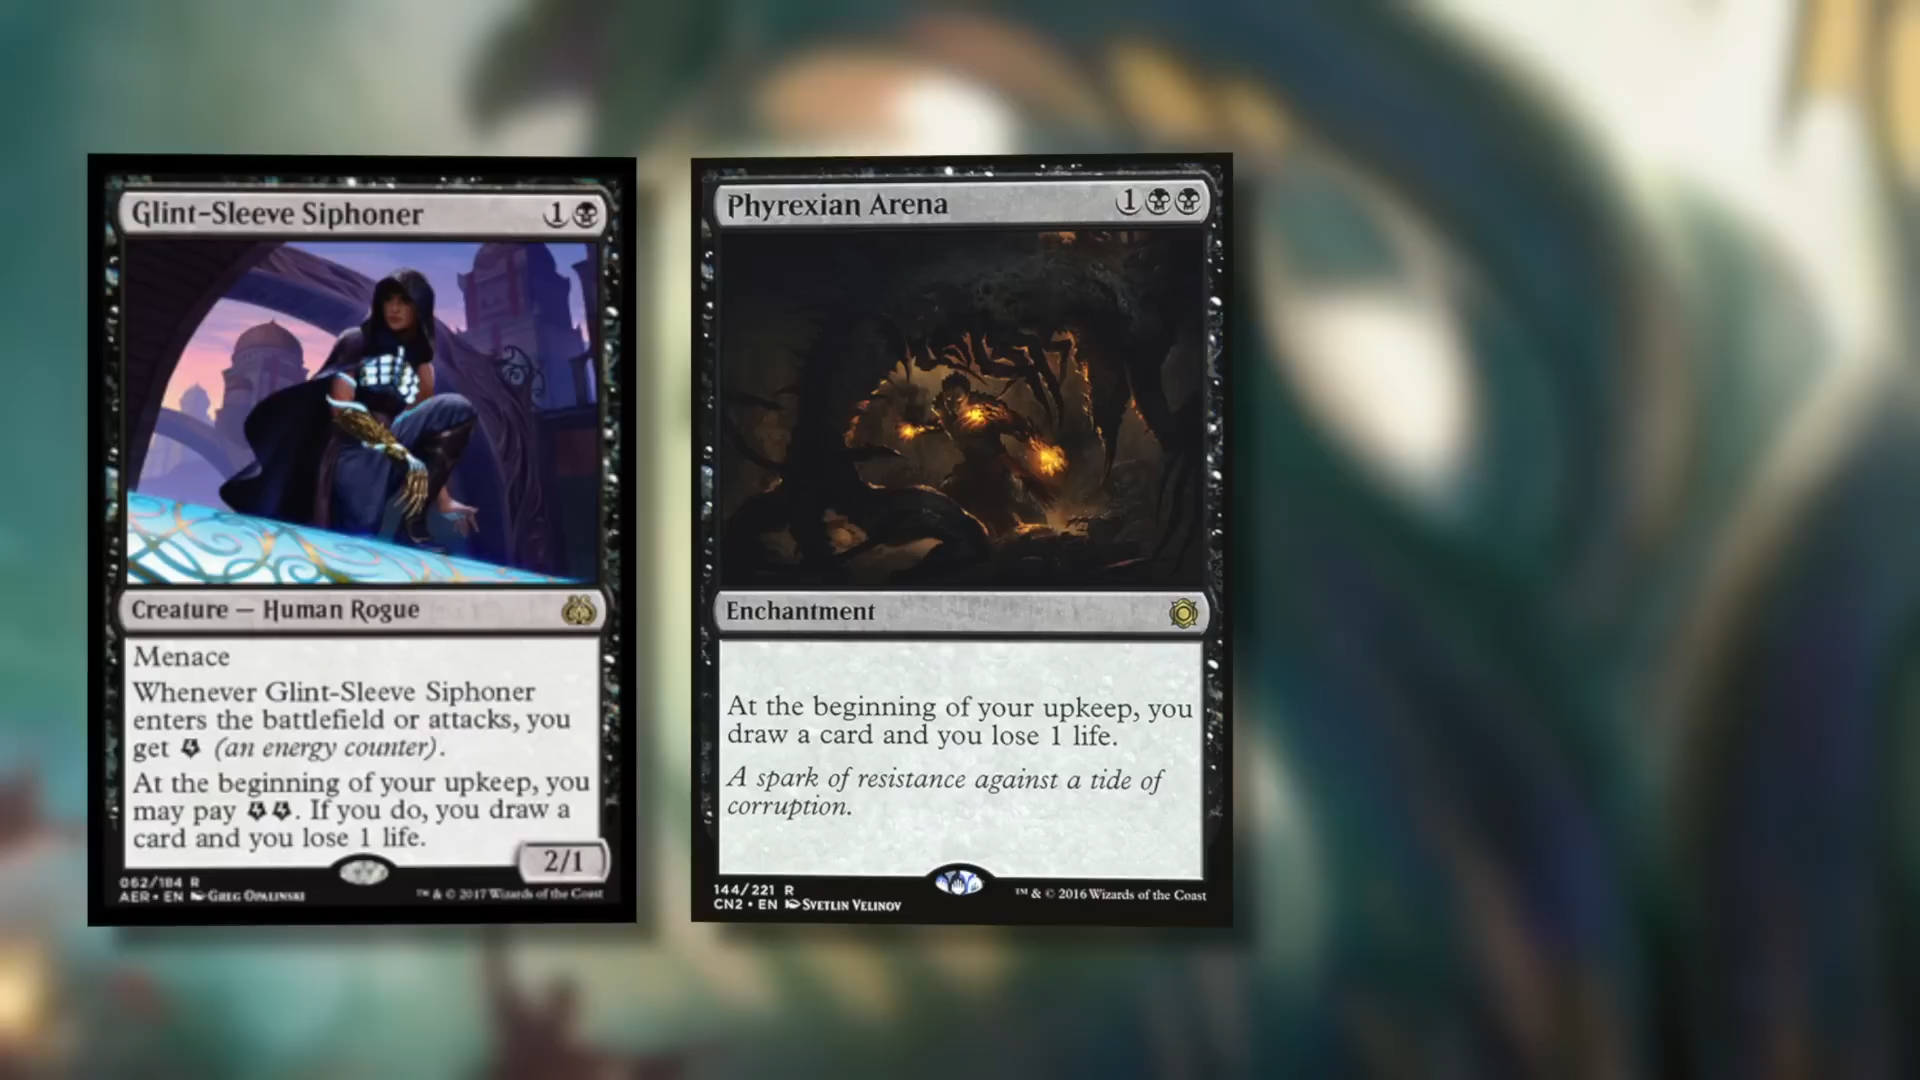 Glint-Sleeve Siphoner 1
Creature — Human Rogue
Menace
Whenever Glint-Sleeve Siphoner
enters the battlefield or attacks, you
get (an energy counter).
At the beginning of your upkeep, you
may pay . If you do, you draw a
card and you lose 1 life.
2/1
062/184 R
AER • EN Greg Opalinski
™ & © 2017 Wizards of the Coast
Phyrexian Arena 1
Enchantment
At the beginning of your upkeep, you
draw a card and you lose 1 life.
A spark of resistance against a tide of
corruption.
144/221 R
CN2 • EN Svetlin Velinov
™ & © 2016 Wizards of the Coast